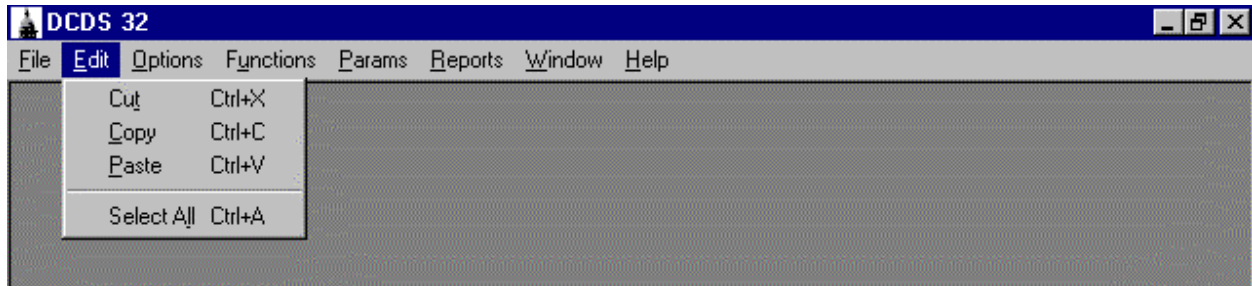 DCDS 32
File Edit Options Functions Params Reports Window Help
Cut Ctrl+X
Copy Ctrl+C
Paste Ctrl+V
Select All Ctrl+A